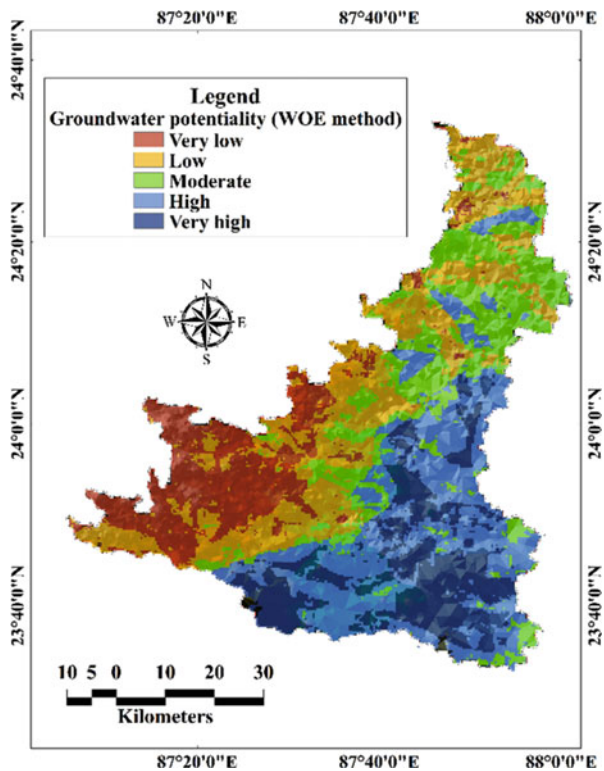 87°20'0"E 87°40'0"E 88°0'0"E
24°40'0"N
24°40'0"N
Legend
Groundwater potentiality (WOE method)
Very low
Low
Moderate
High
Very high
24°20'0"N
24°20'0"N
N
W E
S
24°0'0"N
24°0'0"N
23°40'0"N
23°40'0"N
10 5 0 10 20 30
Kilometers
87°20'0"E 87°40'0"E 88°0'0"E